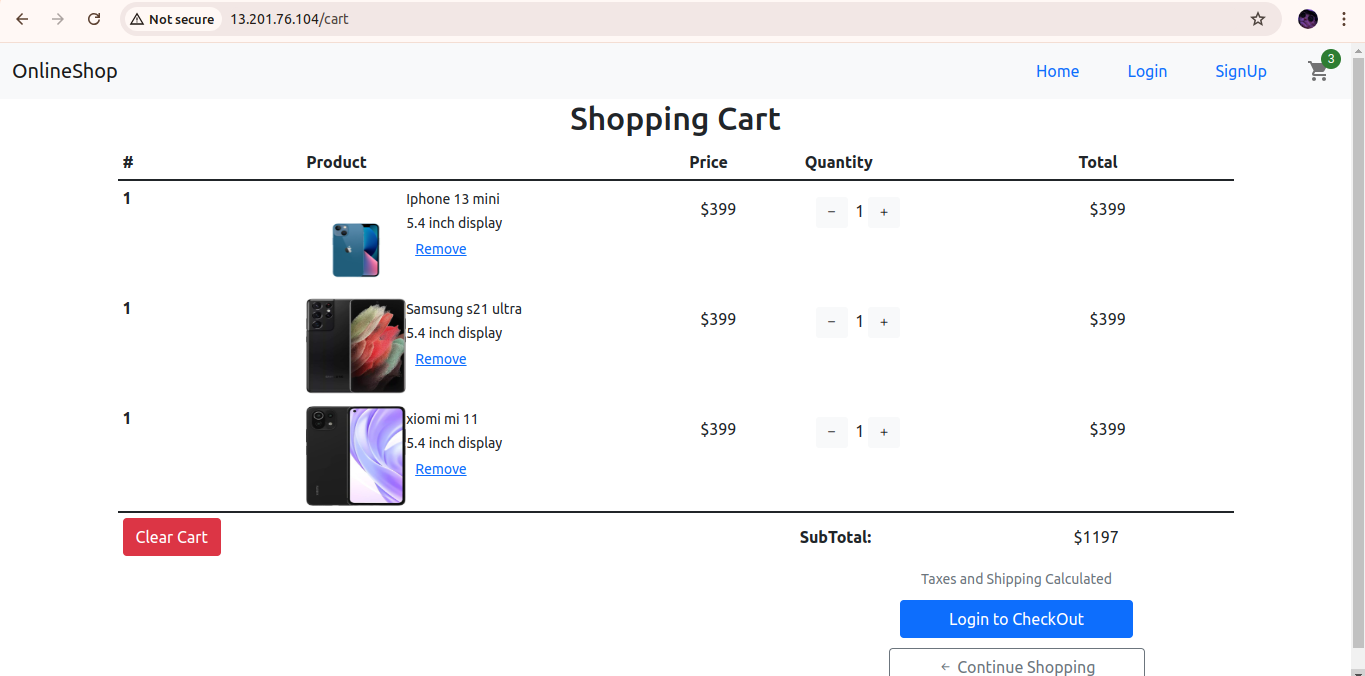 Not secure 13.201.76.104/cart
OnlineShop Home Login SignUp 3
Shopping Cart
# Product Price Quantity Total
1 Iphone 13 mini $399 − 1 + $399
5.4 inch display
Remove
1 Samsung s21 ultra $399 − 1 + $399
5.4 inch display
Remove
1 xiomi mi 11 $399 − 1 + $399
5.4 inch display
Remove
Clear Cart SubTotal: $1197
Taxes and Shipping Calculated
Login to CheckOut
← Continue Shopping